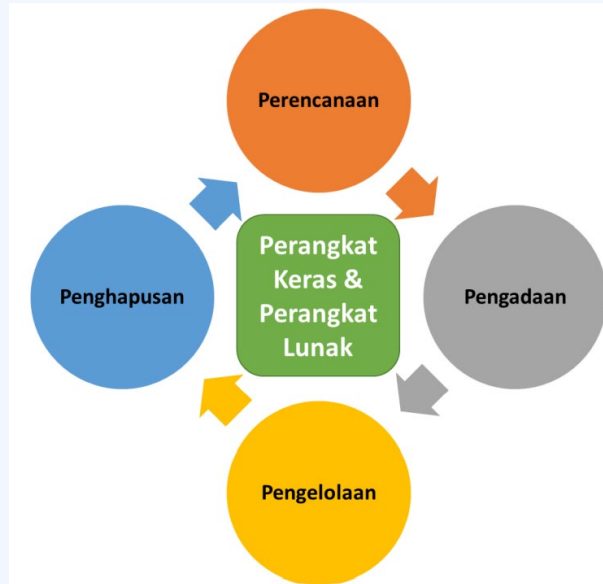 Perencanaan
Penghapusan
Perangkat
Keras &
Perangkat
Lunak
Pengadaan
Pengelolaan